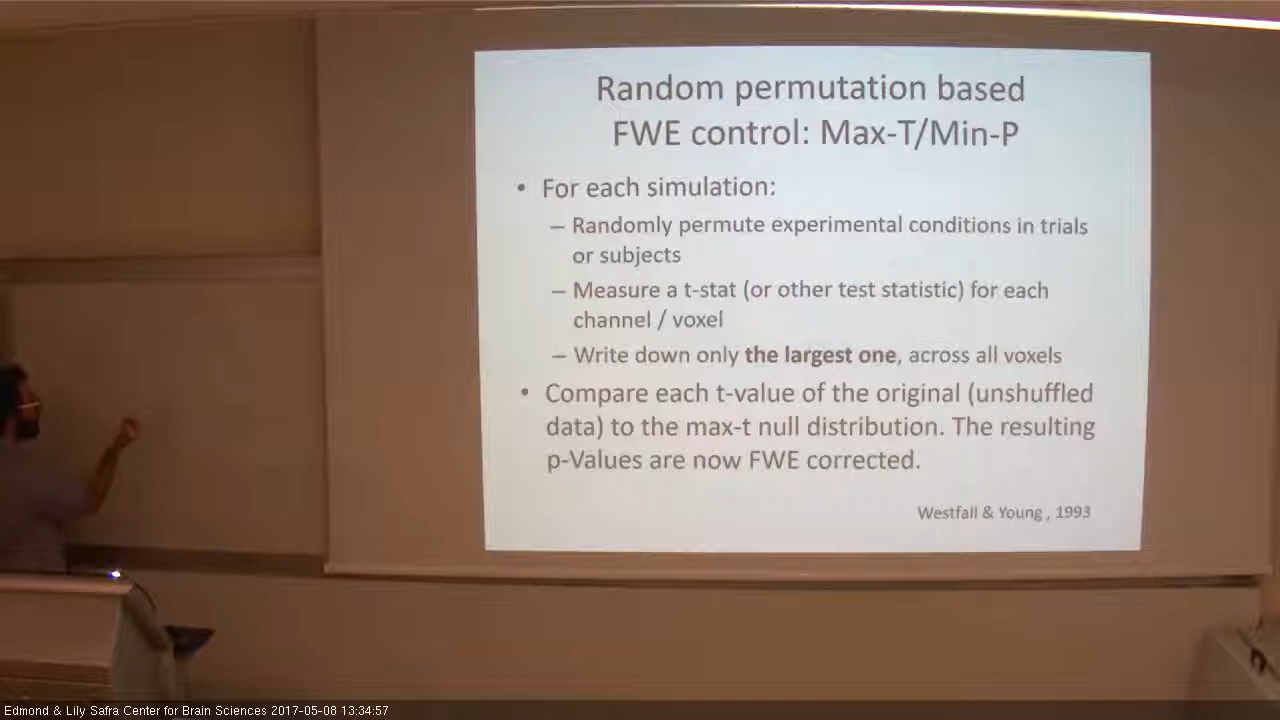 Random permutation based
FWE control: Max-T/Min-P
• For each simulation:
– Randomly permute experimental conditions in trials
or subjects
– Measure a t-stat (or other test statistic) for each
channel / voxel
– Write down only the largest one, across all voxels
• Compare each t-value of the original (unshuffled
data) to the max-t null distribution. The resulting
p-Values are now FWE corrected.
Westfall & Young , 1993
Edmond & Lily Safra Center for Brain Sciences 2017-05-08 13:34:57